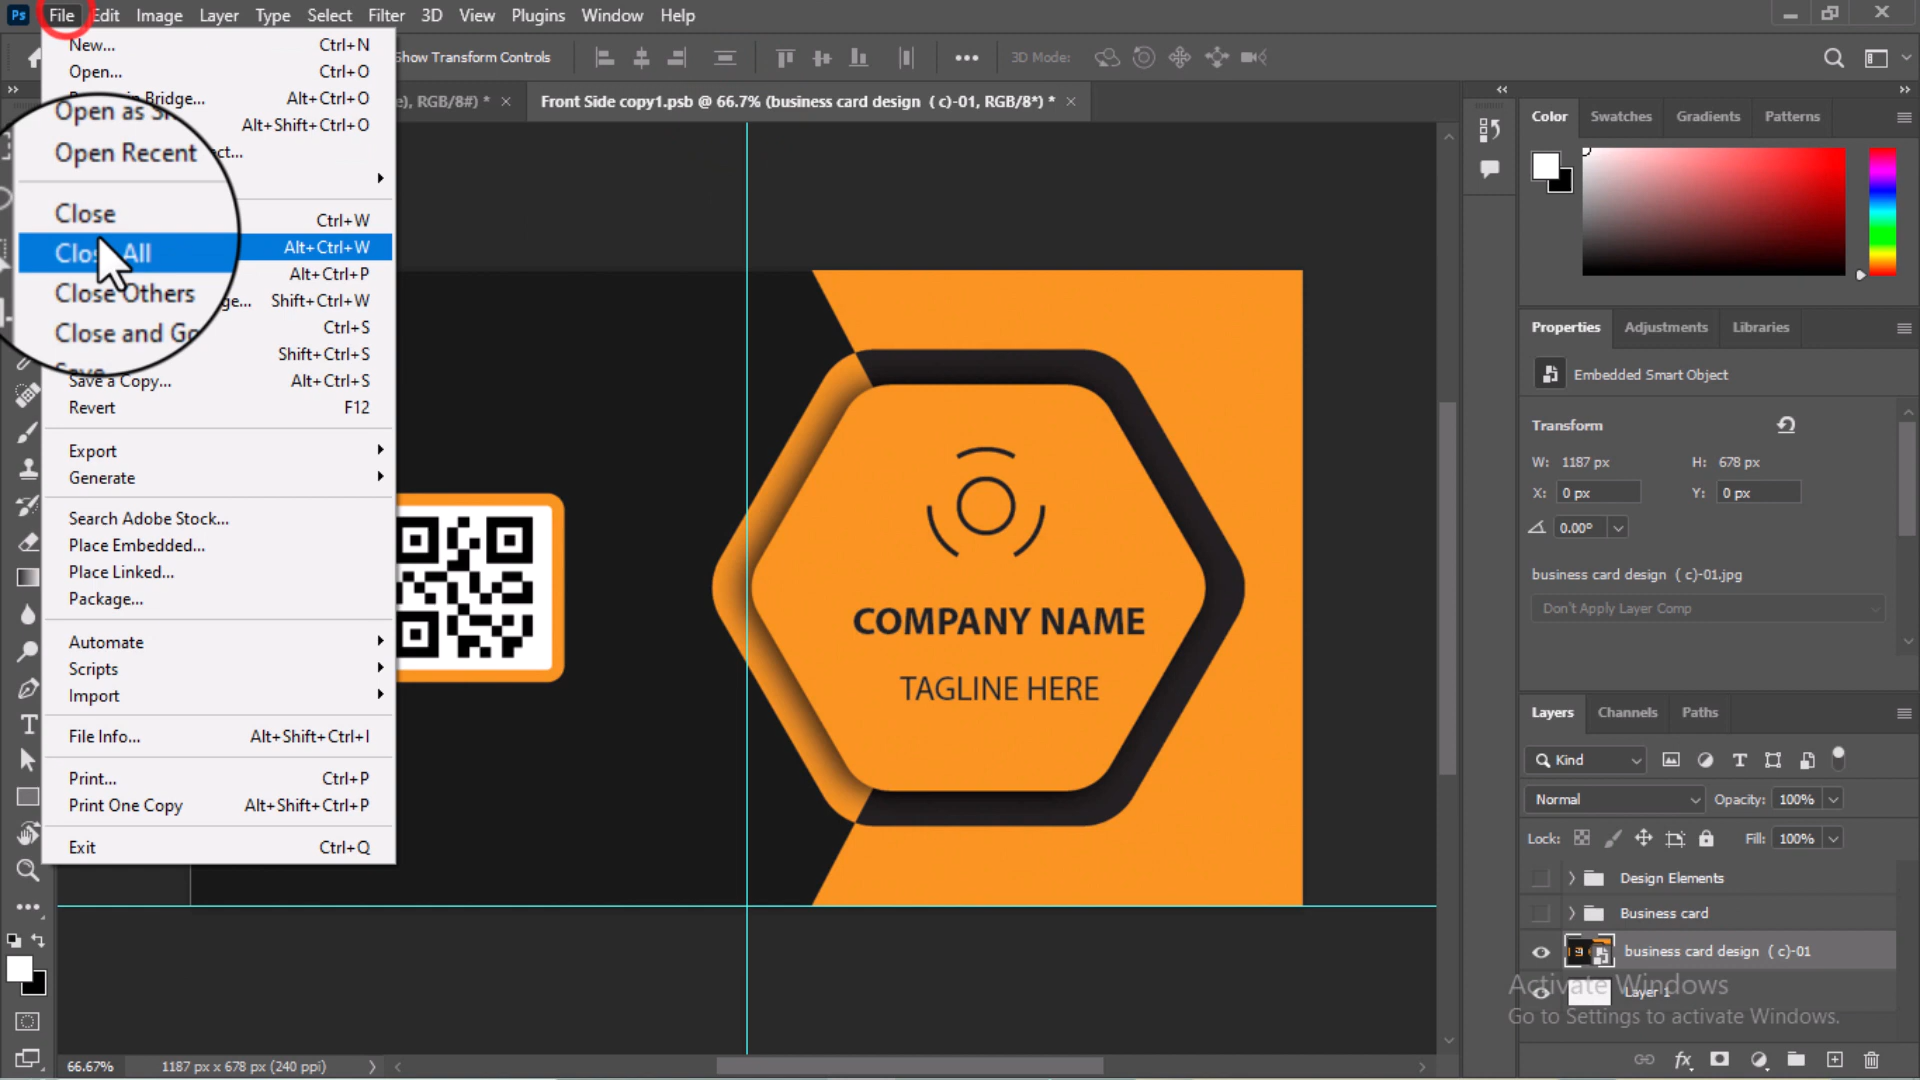 Ps File Edit Image Layer Type Select Filter 3D View Plugins Window Help
Show Transform Controls
3D Mode:
e), RGB/8#) * ×
Front Side copy1.psb @ 66.7% (business card design ( c)-01, RGB/8*) * ×
New... Ctrl+N
Open... Ctrl+O
Bridge... Alt+Ctrl+O
Open as Alt+Shift+Ctrl+O
Open Recent ct...
Close Ctrl+W
Close All Alt+Ctrl+W
Close Others Alt+Ctrl+P
Close and Go ge... Shift+Ctrl+W
Save Ctrl+S
Shift+Ctrl+S
Save a Copy... Alt+Ctrl+S
Revert F12
Export
Generate
Search Adobe Stock...
Place Embedded...
Place Linked...
Package...
Automate
Scripts
Import
File Info... Alt+Shift+Ctrl+I
Print... Ctrl+P
Print One Copy Alt+Shift+Ctrl+P
Exit Ctrl+Q
COMPANY NAME
TAGLINE HERE
66.67% 1187 px x 678 px (240 ppi)
Color Swatches Gradients Patterns
Properties Adjustments Libraries
Embedded Smart Object
Transform
W: 1187 px H: 678 px
X: 0 px Y: 0 px
0.00°
business card design ( c)-01.jpg
Don't Apply Layer Comp
Layers Channels Paths
Kind
Normal Opacity: 100%
Lock: Fill: 100%
Design Elements
Business card
business card design ( c)-01
Layer 1
Activate Windows
Go to Settings to activate Windows.